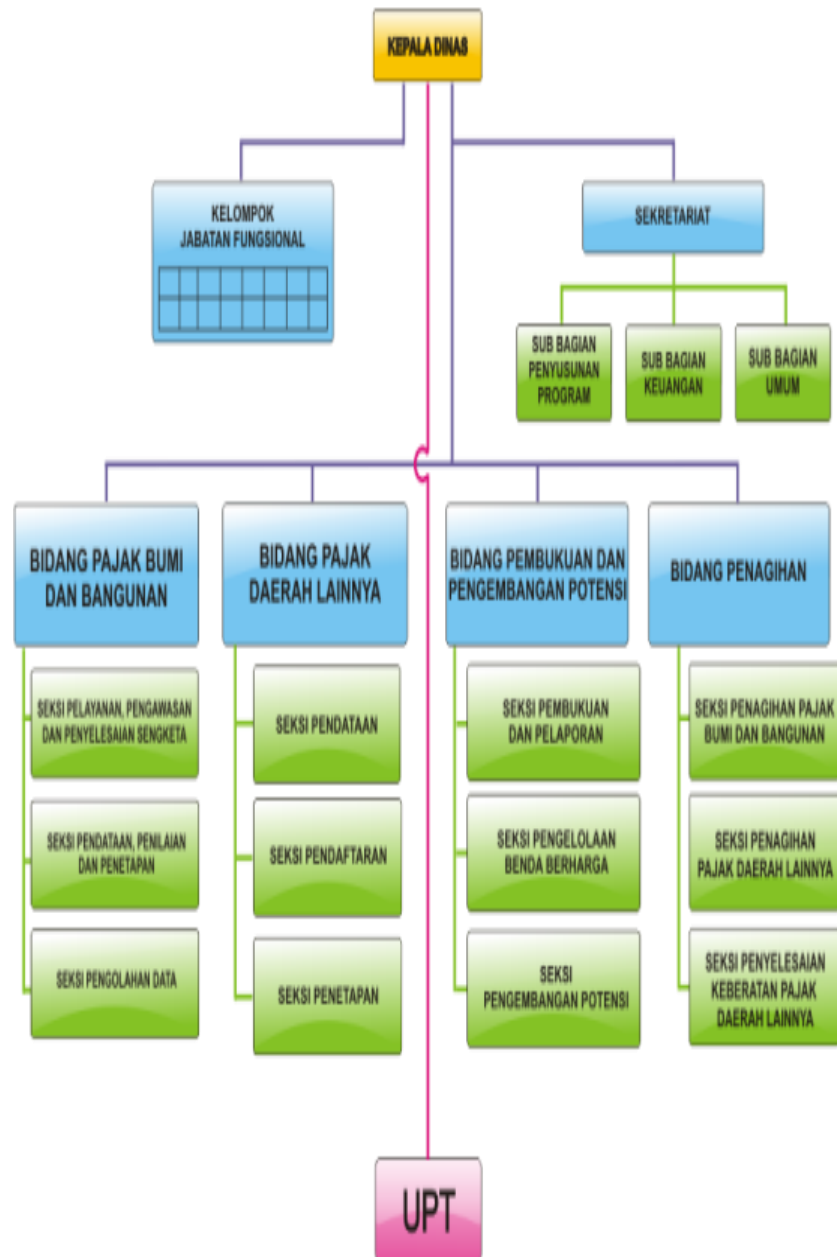 KEPALA DINAS
KELOMPOK
JABATAN FUNGSIONAL
SEKRETARIAT
SUB BAGIAN
PENYUSUNAN
PROGRAM
SUB BAGIAN
KEUANGAN
SUB BAGIAN
UMUM
BIDANG PAJAK BUMI
DAN BANGUNAN
BIDANG PAJAK
DAERAH LAINNYA
BIDANG PEMBUKUAN DAN
PENGEMBANGAN POTENSI
BIDANG PENAGIHAN
SEKSI PELAYANAN, PENGAWASAN
DAN PENYELESAIAN SENGKETA
SEKSI PENDATAAN, PENILAIAN
DAN PENETAPAN
SEKSI PENGOLAHAN DATA
SEKSI PENDATAAN
SEKSI PENDAFTARAN
SEKSI PENETAPAN
SEKSI PEMBUKUAN
DAN PELAPORAN
SEKSI PENGELOLAAN
BENDA BERHARGA
SEKSI
PENGEMBANGAN POTENSI
SEKSI PENAGIHAN PAJAK
BUMI DAN BANGUNAN
SEKSI PENAGIHAN
PAJAK DAERAH LAINNYA
SEKSI PENYELESAIAN
KEBERATAN PAJAK
DAERAH LAINNYA
UPT